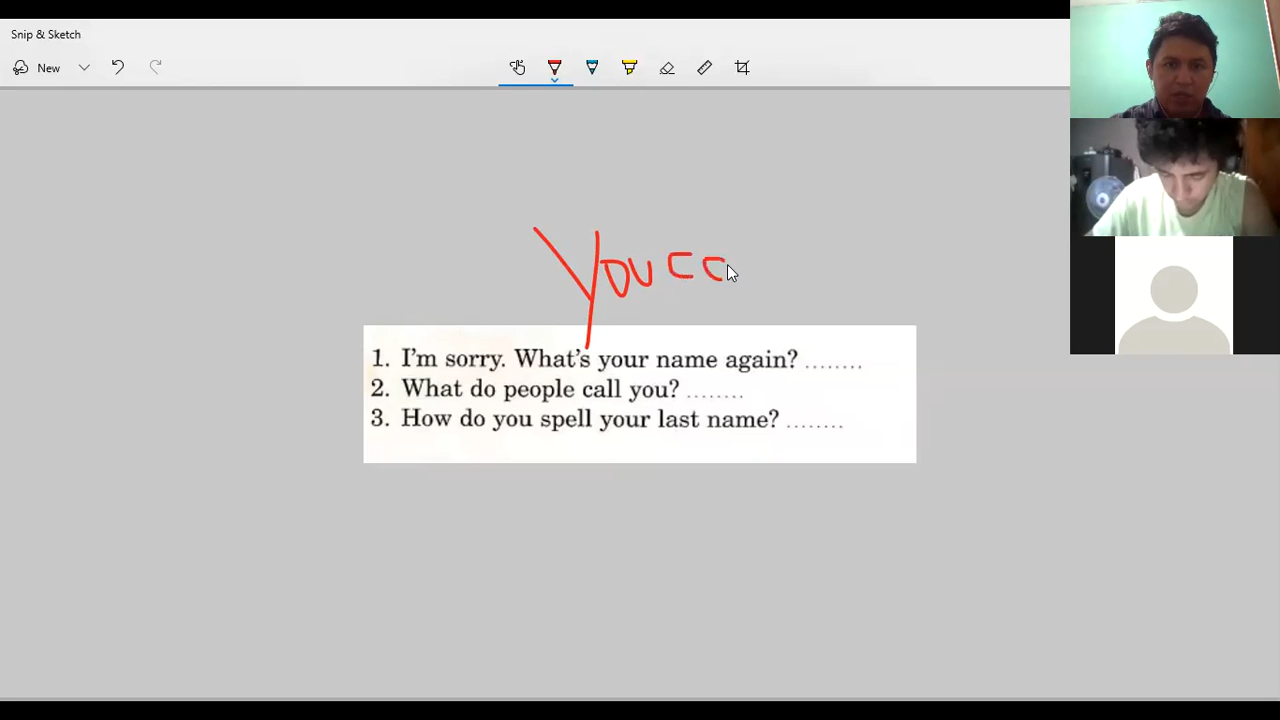 Snip & Sketch
New
You co
1. I'm sorry. What's your name again? ........
2. What do people call you? ........
3. How do you spell your last name? ........